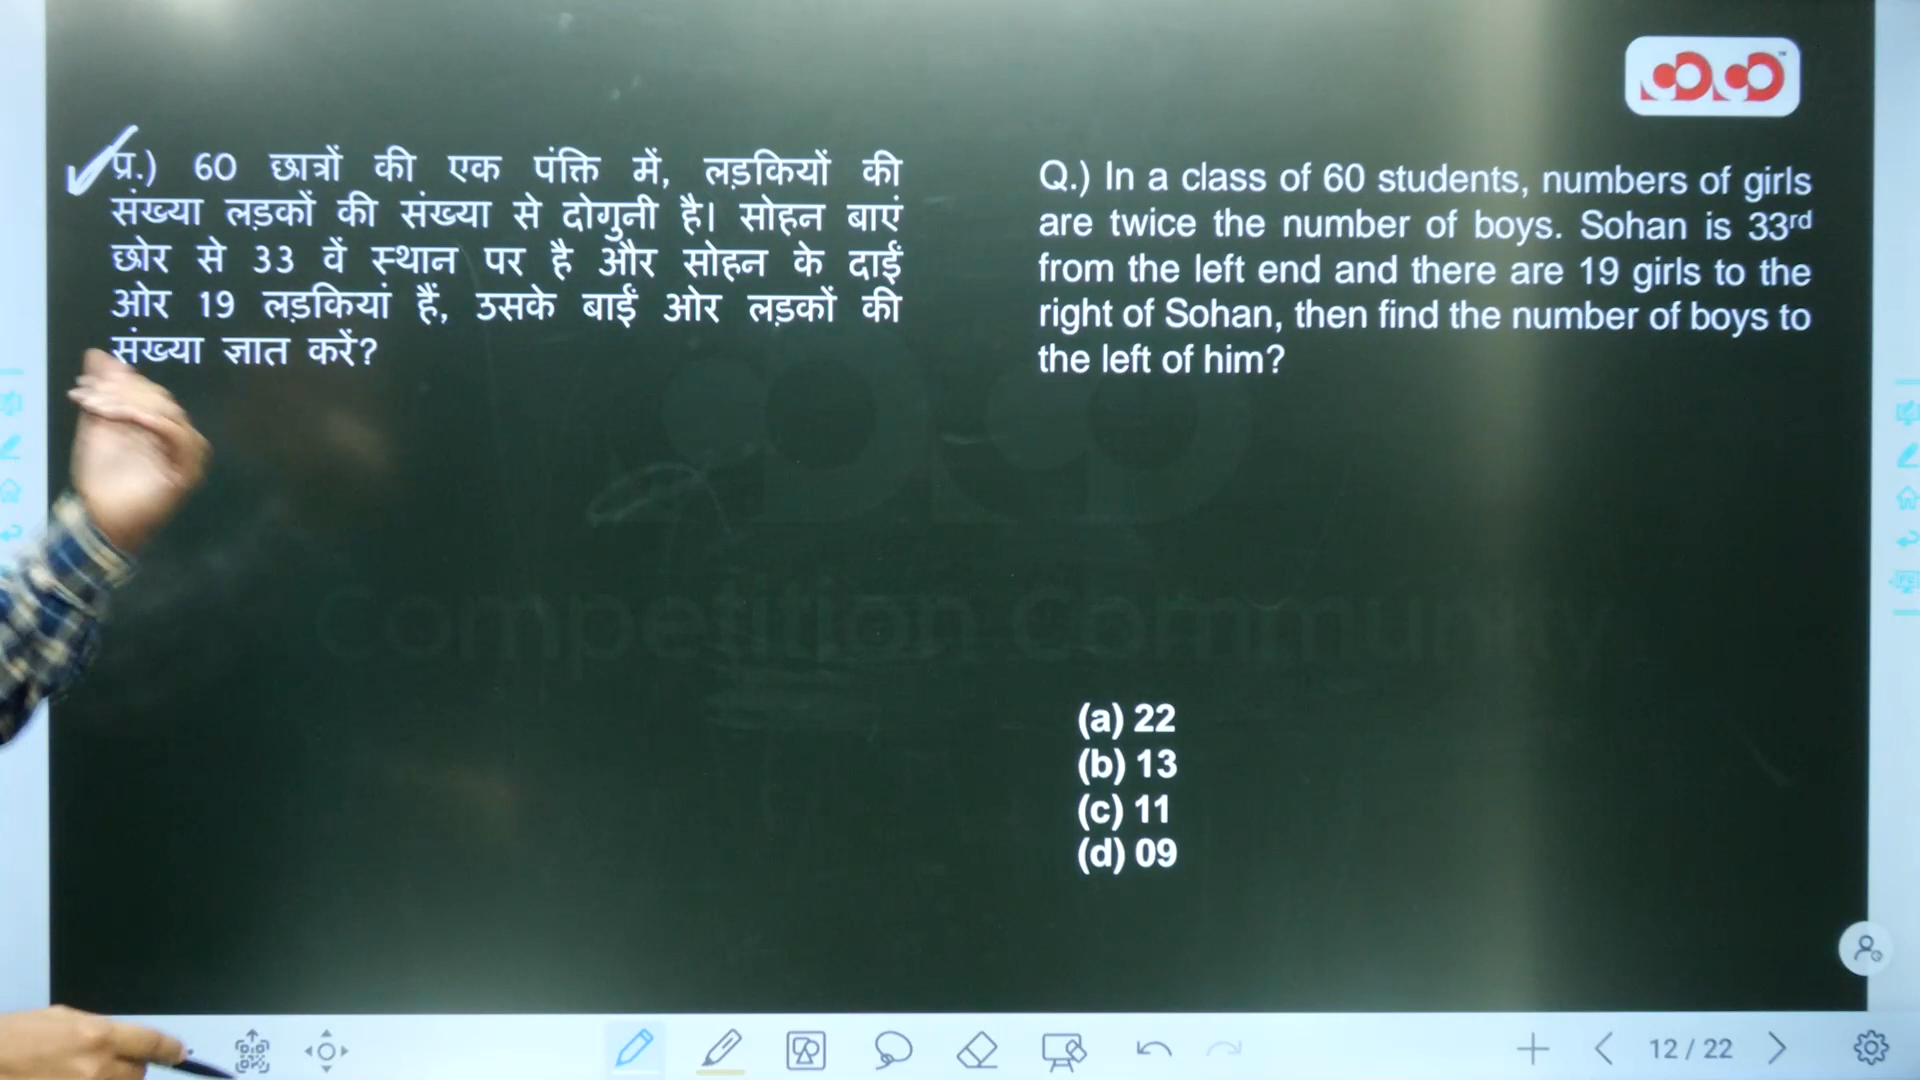 प्र.) 60 छात्रों की एक पंक्ति में, लड़कियों की
संख्या लड़कों की संख्या से दोगुनी है। सोहन बाएं
छोर से 33 वें स्थान पर है और सोहन के दाईं
ओर 19 लड़कियां हैं, उसके बाईं ओर लड़कों की
संख्या ज्ञात करें?
Q.) In a class of 60 students, numbers of girls
are twice the number of boys. Sohan is 33rd
from the left end and there are 19 girls to the
right of Sohan, then find the number of boys to
the left of him?
Competition Community
(a) 22
(b) 13
(c) 11
(d) 09
12 / 22